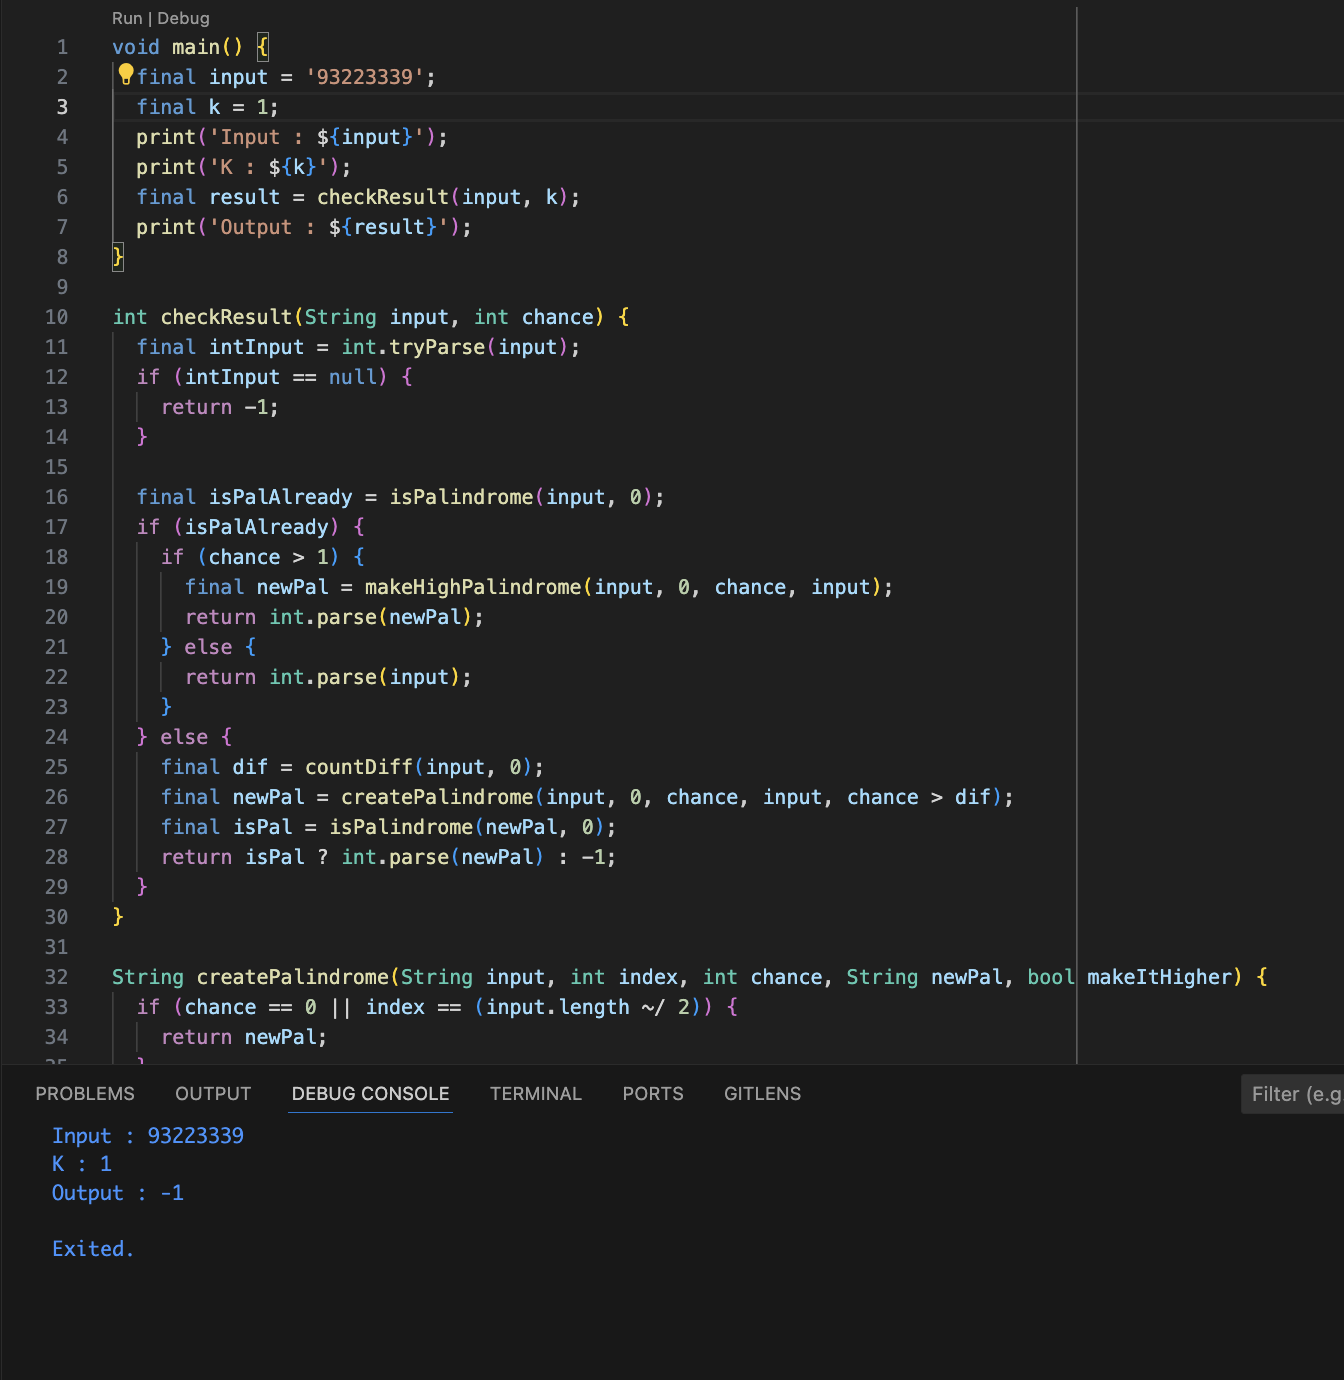 Run | Debug
1 void main() {
2 final input = '93223339';
3 final k = 1;
4 print('Input : ${input}');
5 print('K : ${k}');
6 final result = checkResult(input, k);
7 print('Output : ${result}');
8 }
9
10 int checkResult(String input, int chance) {
11 final intInput = int.tryParse(input);
12 if (intInput == null) {
13 return -1;
14 }
15
16 final isPalAlready = isPalindrome(input, 0);
17 if (isPalAlready) {
18 if (chance > 1) {
19 final newPal = makeHighPalindrome(input, 0, chance, input);
20 return int.parse(newPal);
21 } else {
22 return int.parse(input);
23 }
24 } else {
25 final dif = countDiff(input, 0);
26 final newPal = createPalindrome(input, 0, chance, input, chance > dif);
27 final isPal = isPalindrome(newPal, 0);
28 return isPal ? int.parse(newPal) : -1;
29 }
30 }
31
32 String createPalindrome(String input, int index, int chance, String newPal, bool makeItHigher) {
33 if (chance == 0 || index == (input.length ~/ 2)) {
34 return newPal;
35 }
PROBLEMS OUTPUT DEBUG CONSOLE TERMINAL PORTS GITLENS Filter (e.g
Input : 93223339
K : 1
Output : -1
Exited.